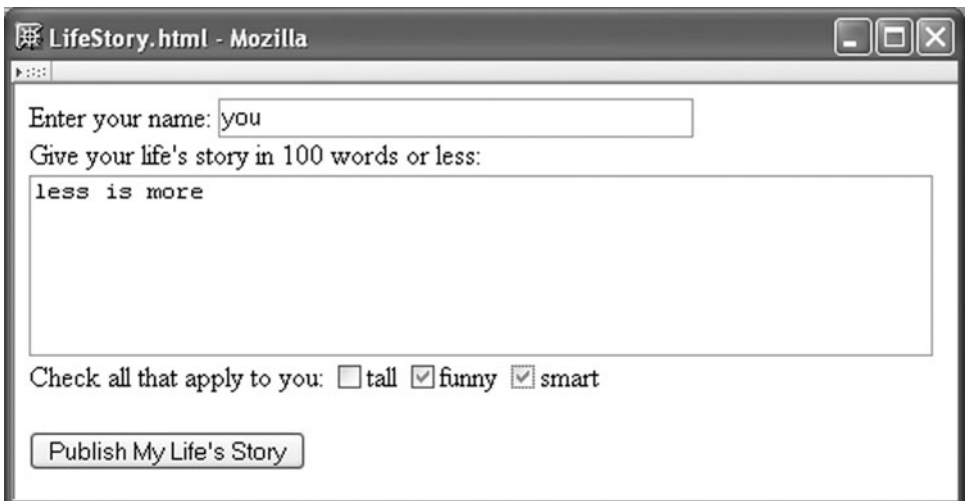 LifeStory.html - Mozilla
Enter your name: you
Give your life's story in 100 words or less:
less is more
Check all that apply to you: tall funny smart
Publish My Life's Story